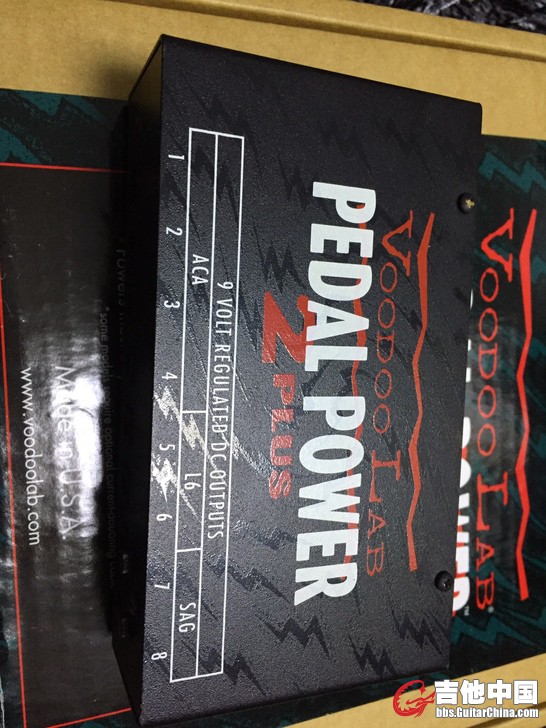 VOODOO LAB
PEDAL POWER
2 PLUS
9 VOLT REGULATED DC OUTPUTS
ACA L6 SAG
1 2 3 4 5 6 7 8
VOODOO LAB®
POWER™
Made in U.S.A.
www.voodoolab.com
吉他中国
bbs.GuitarChina.com